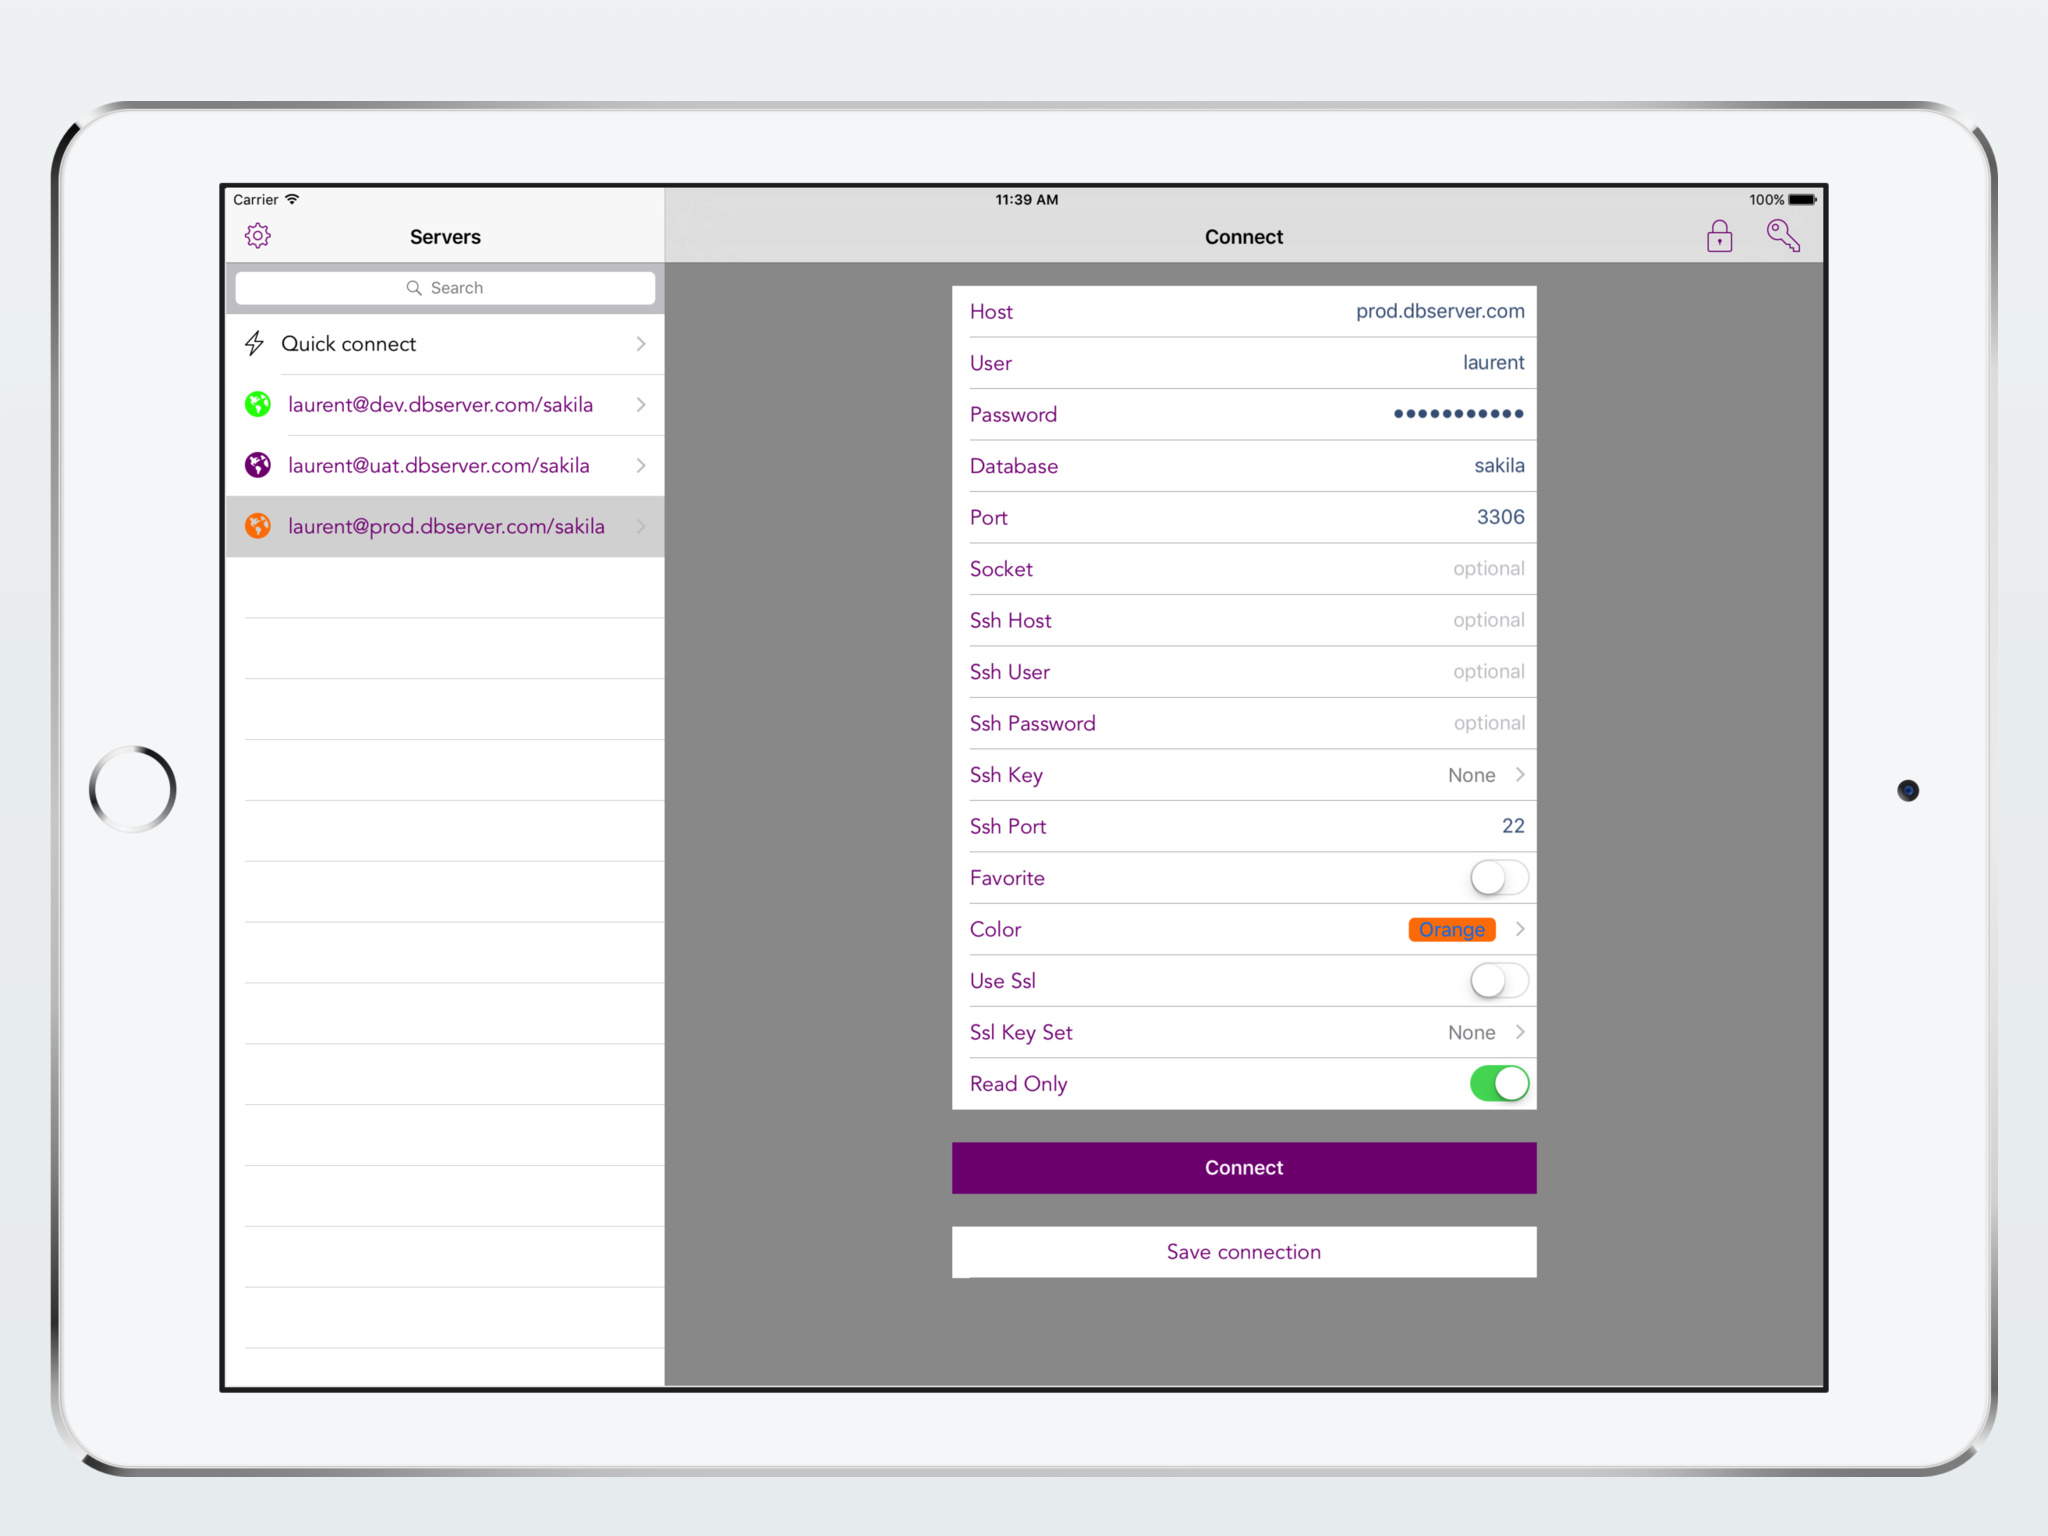 Carrier
11:39 AM
100%
Servers
Connect
Search
Quick connect
laurent@dev.dbserver.com/sakila
laurent@uat.dbserver.com/sakila
laurent@prod.dbserver.com/sakila
Host prod.dbserver.com
User laurent
Password •••••••••••
Database sakila
Port 3306
Socket optional
Ssh Host optional
Ssh User optional
Ssh Password optional
Ssh Key None
Ssh Port 22
Favorite
Color Orange
Use Ssl
Ssl Key Set None
Read Only
Connect
Save connection